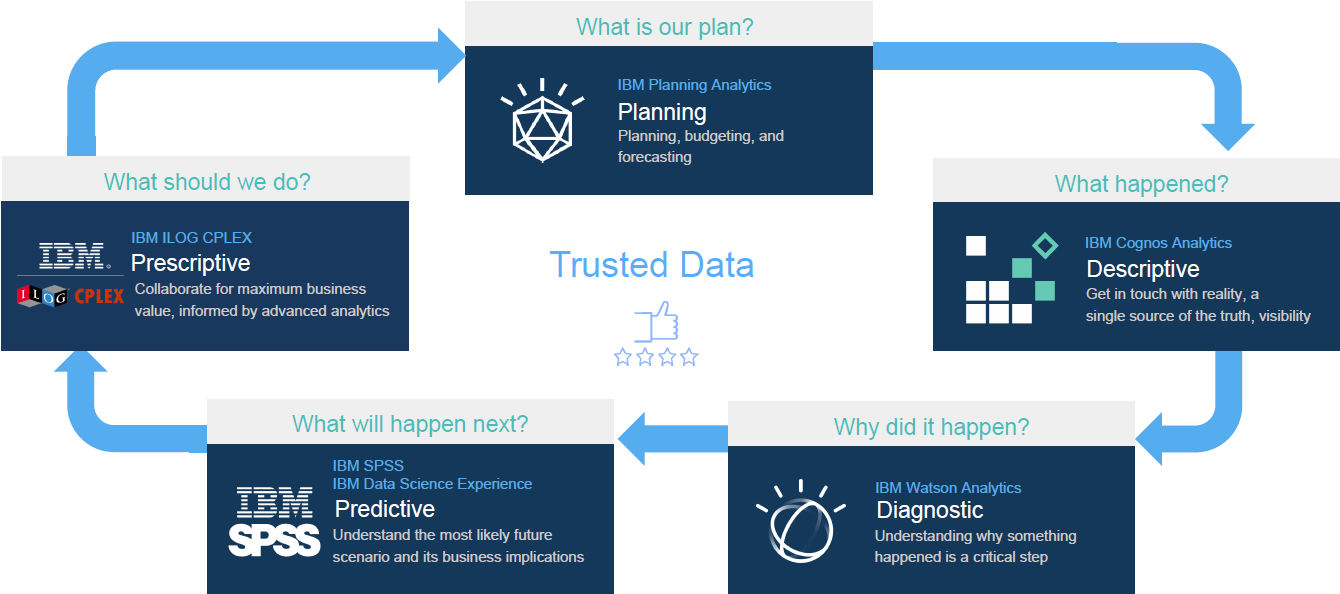 What is our plan?
IBM Planning Analytics
Planning
Planning, budgeting, and
forecasting
What happened?
IBM Cognos Analytics
Descriptive
Get in touch with reality, a
single source of the truth, visibility
Why did it happen?
IBM Watson Analytics
Diagnostic
Understanding why something
happened is a critical step
What will happen next?
IBM SPSS
IBM Data Science Experience
IBM
SPSS
Predictive
Understand the most likely future
scenario and its business implications
What should we do?
IBM ILOG CPLEX
IBM®
ILOG CPLEX
Prescriptive
Collaborate for maximum business
value, informed by advanced analytics
Trusted Data